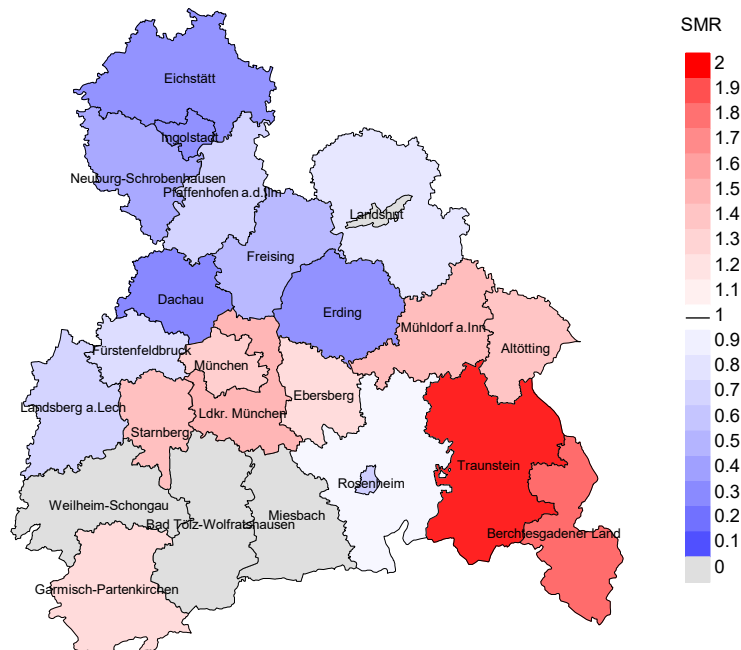 SMR
2
1.9
1.8
1.7
1.6
1.5
1.4
1.3
1.2
1.1
1
0.9
0.8
0.7
0.6
0.5
0.4
0.3
0.2
0.1
0
Eichstätt
Ingolstadt
Neuburg-Schrobenhausen
Pfaffenhofen a.d.Ilm
Landshut
Freising
Dachau
Erding
Mühldorf a.Inn
Altötting
Fürstenfeldbruck
München
Ebersberg
Landsberg a.Lech
Ldkr. München
Starnberg
Traunstein
Rosenheim
Weilheim-Schongau
Miesbach
Bad Tölz-Wolfratshausen
Berchtesgadener Land
Garmisch-Partenkirchen